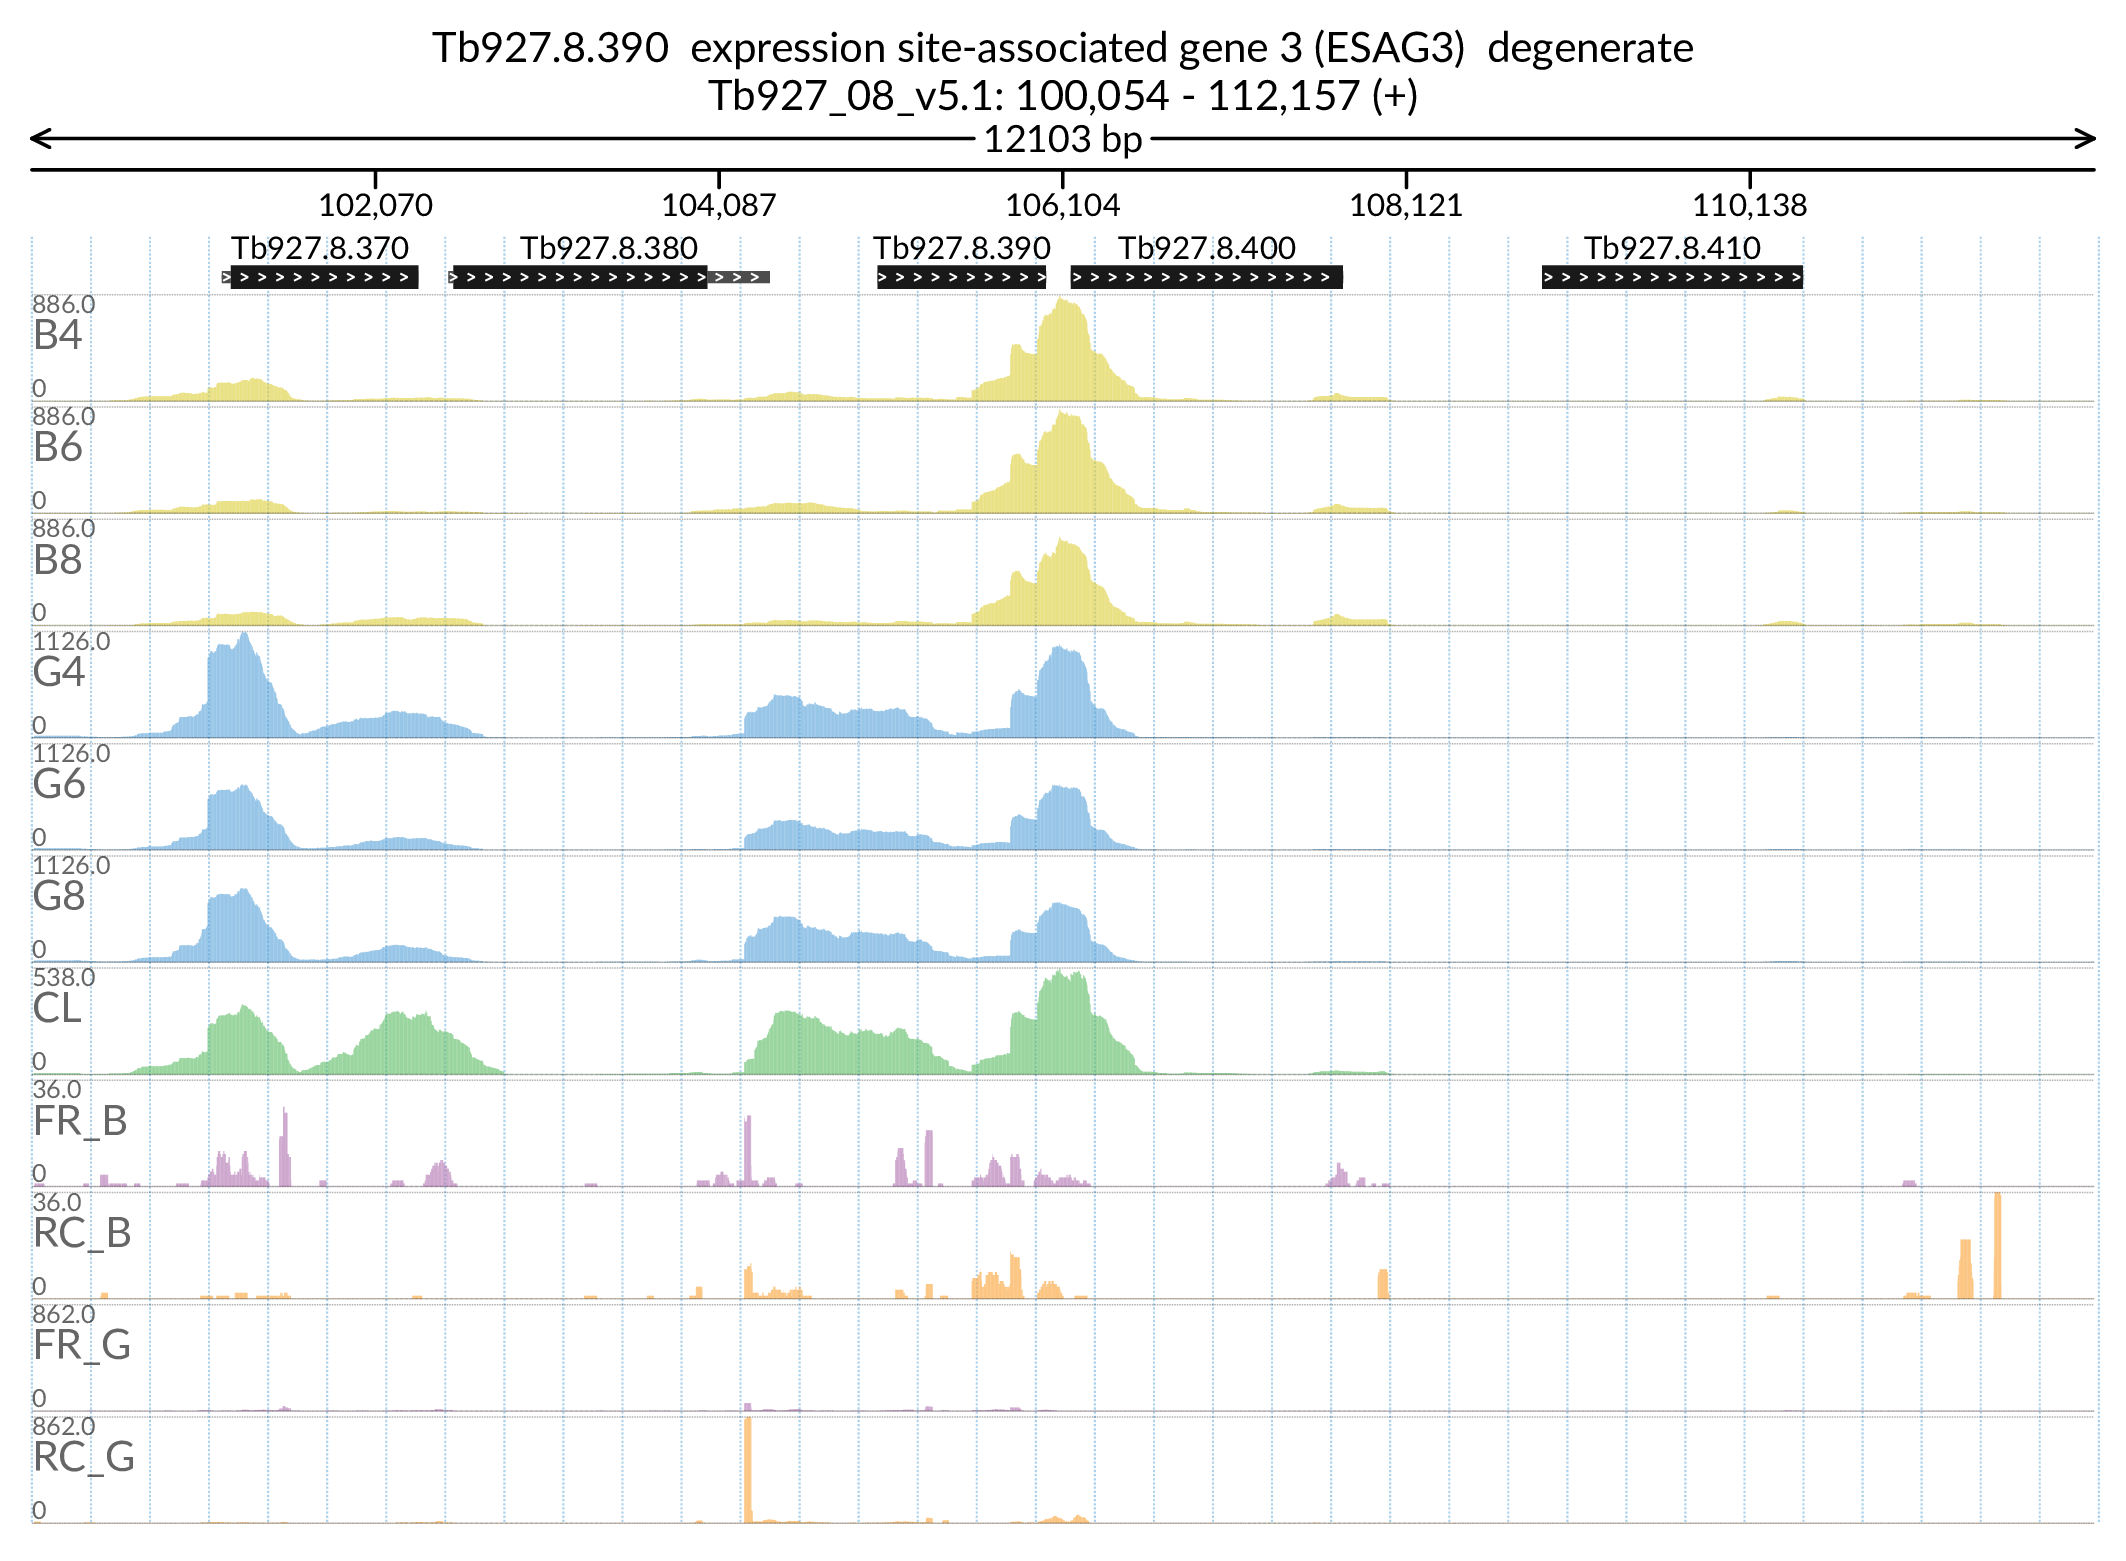 Tb927.8.390 expression site-associated gene 3 (ESAG3) degenerate
Tb927_08_v5.1: 100,054 - 112,157 (+)
12103 bp
102,070 104,087 106,104 108,121 110,138
Tb927.8.370 Tb927.8.380 Tb927.8.390 Tb927.8.400 Tb927.8.410
886.0
B4
0
886.0
B6
0
886.0
B8
0
1126.0
G4
0
1126.0
G6
0
1126.0
G8
0
538.0
CL
0
36.0
FR_B
0
36.0
RC_B
0
862.0
FR_G
0
862.0
RC_G
0